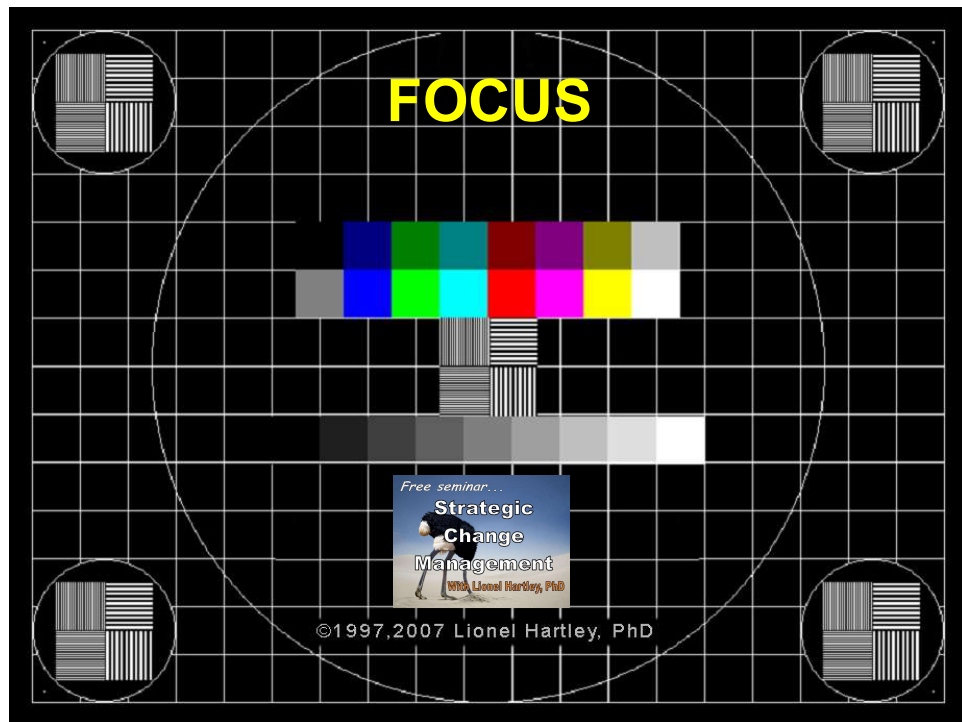 FOCUS
Free seminar...
Strategic
Change
Management
With Lionel Hartley, PhD
©1997,2007 Lionel Hartley, PhD